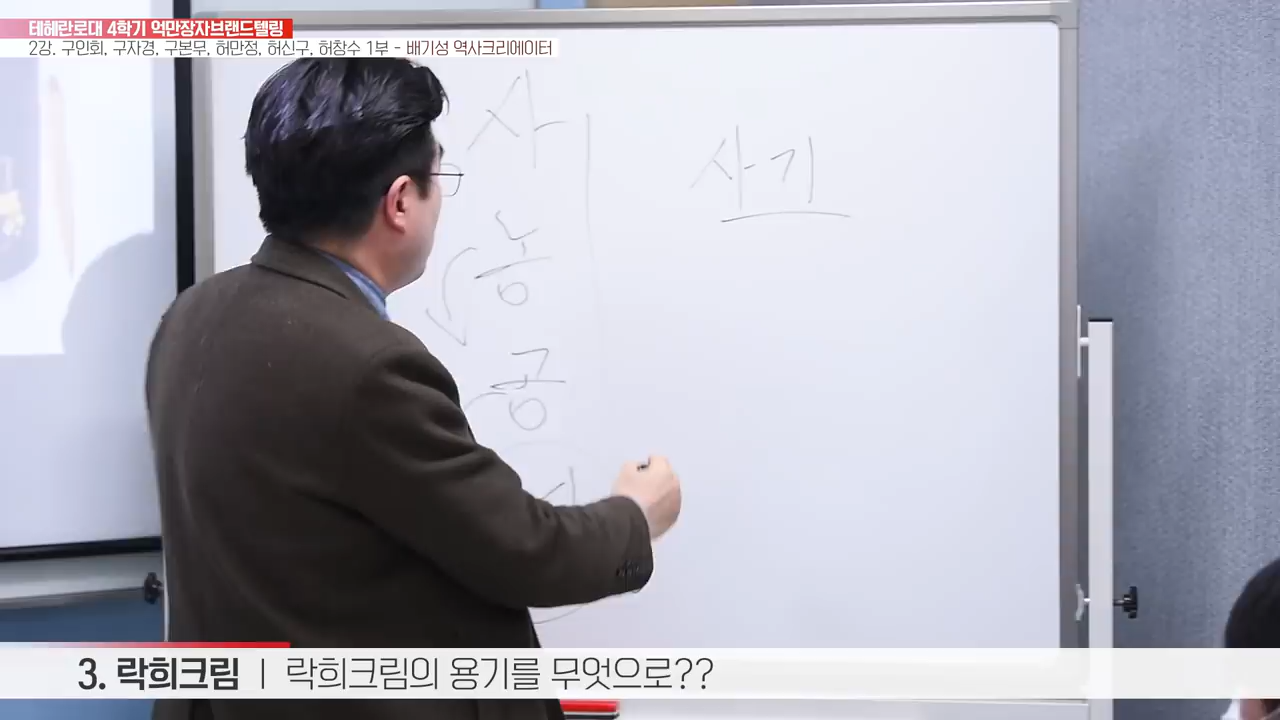 테헤란로대 4학기 억만장자브랜드텔링
2강. 구인회, 구자경, 구본무, 허만정, 허신구, 허창수 1부 - 배기성 역사크리에이터
사
농
공
사기
3. 락희크림 | 락희크림의 용기를 무엇으로??